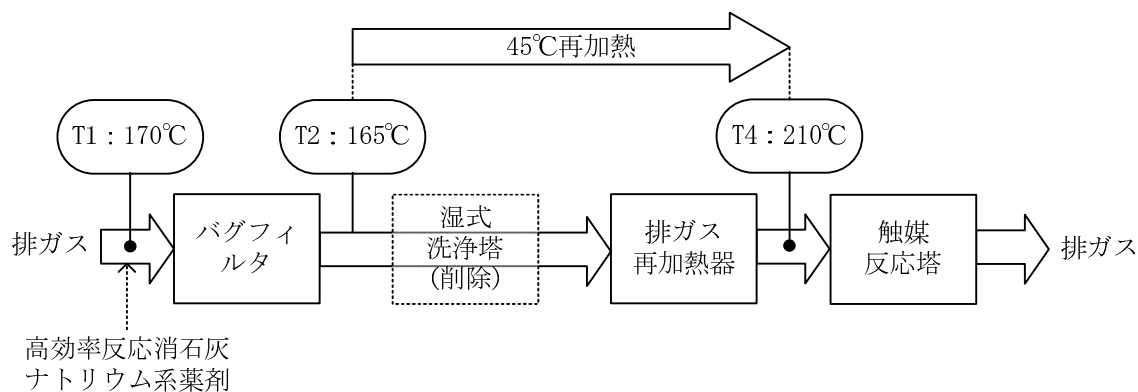 45℃再加熱
T1：170℃
T2：165℃
T4：210℃
排ガス
バグフィ
ルタ
湿式
洗浄塔
(削除)
排ガス
再加熱器
触媒
反応塔
排ガス
高効率反応消石灰
ナトリウム系薬剤